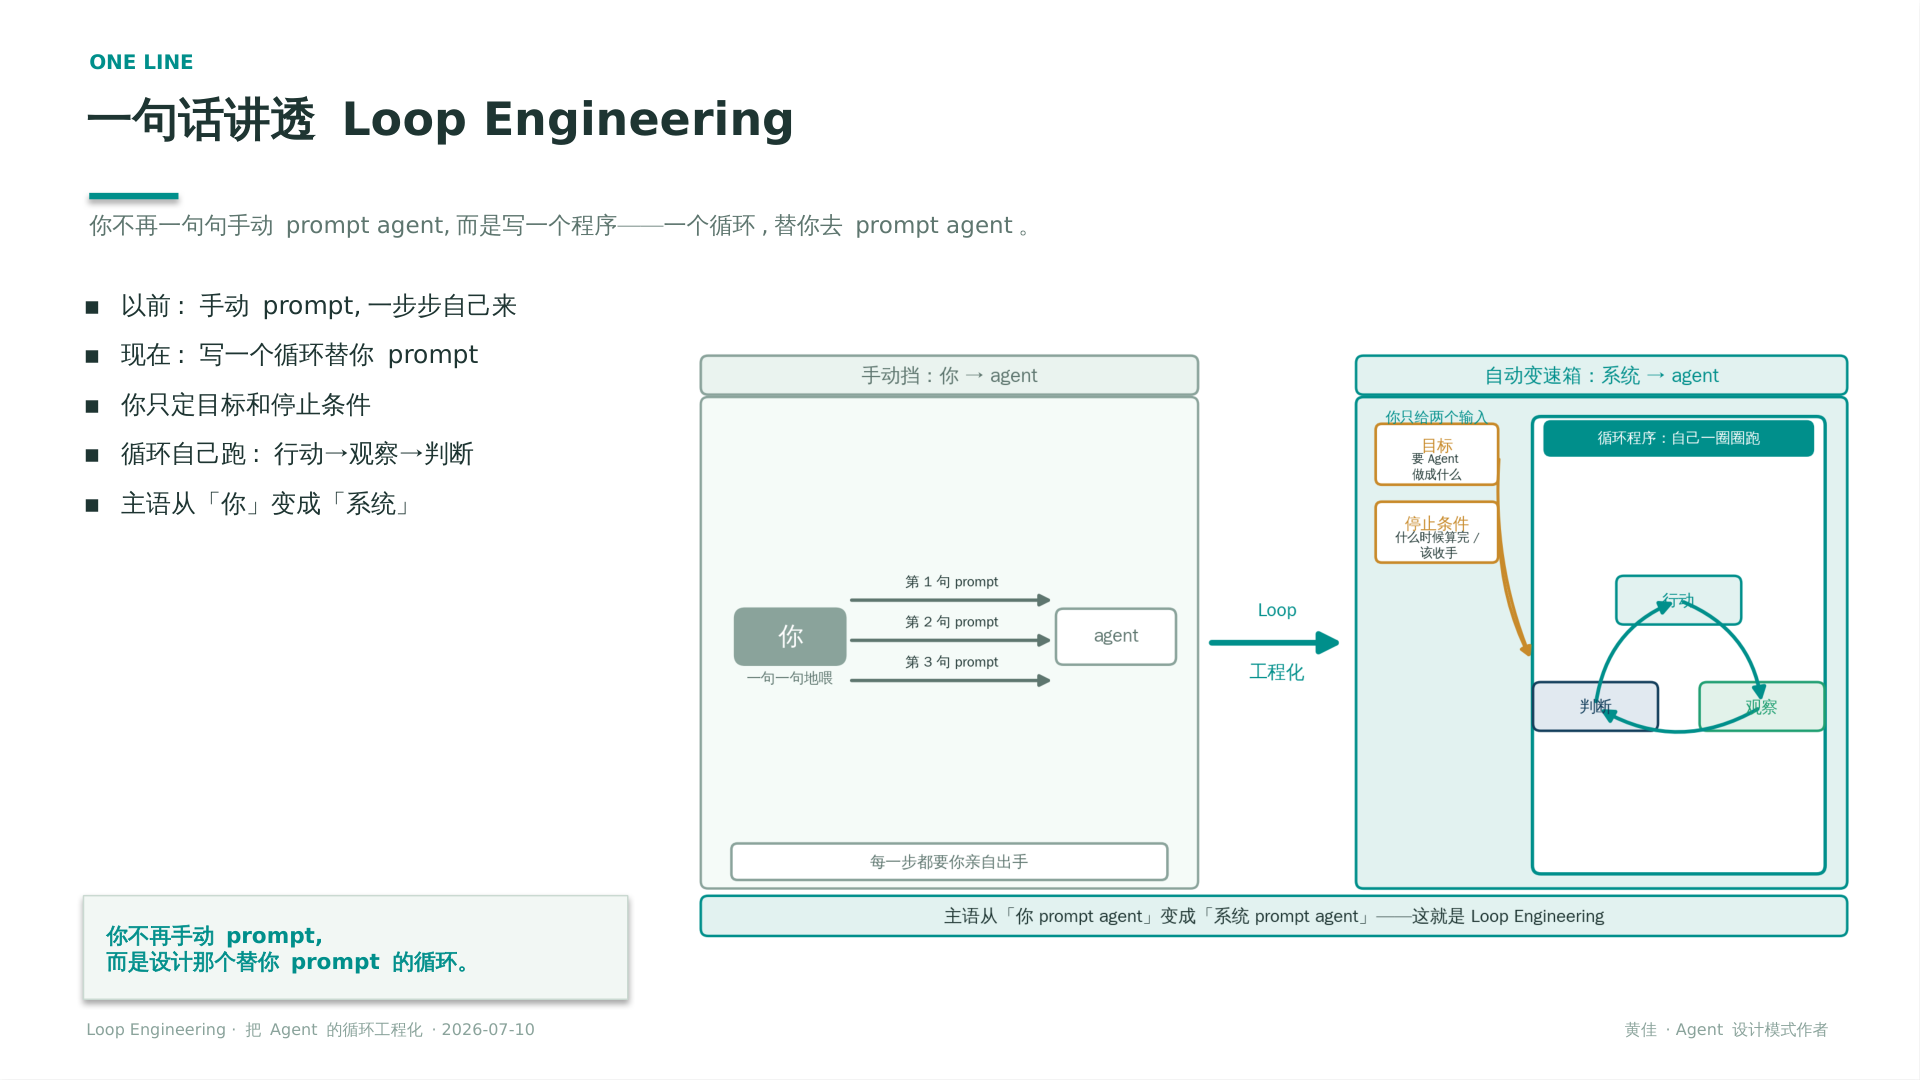 ONE LINE
一句话讲透 Loop Engineering
你不再一句句手动 prompt agent, 而是写一个程序——一个循环, 替你去 prompt agent。
■ 以前: 手动 prompt, 一步步自己来
■ 现在: 写一个循环替你 prompt
■ 你只定目标和停止条件
■ 循环自己跑: 行动→观察→判断
■ 主语从「你」变成「系统」
你不再手动 prompt,
而是设计那个替你 prompt 的循环。
手动挡：你 → agent
第 1 句 prompt
第 2 句 prompt
第 3 句 prompt
你
agent
一句一句地喂
每一步都要你亲自出手
Loop
工程化
自动变速箱：系统 → agent
你只给两个输入
目标
要 Agent
做成什么
停止条件
什么时候算完 /
该收手
循环程序：自己一圈圈跑
行动
判断
观察
主语从「你 prompt agent」变成「系统 prompt agent」——这就是 Loop Engineering
Loop Engineering · 把 Agent 的循环工程化 · 2026-07-10
黄佳 · Agent 设计模式作者